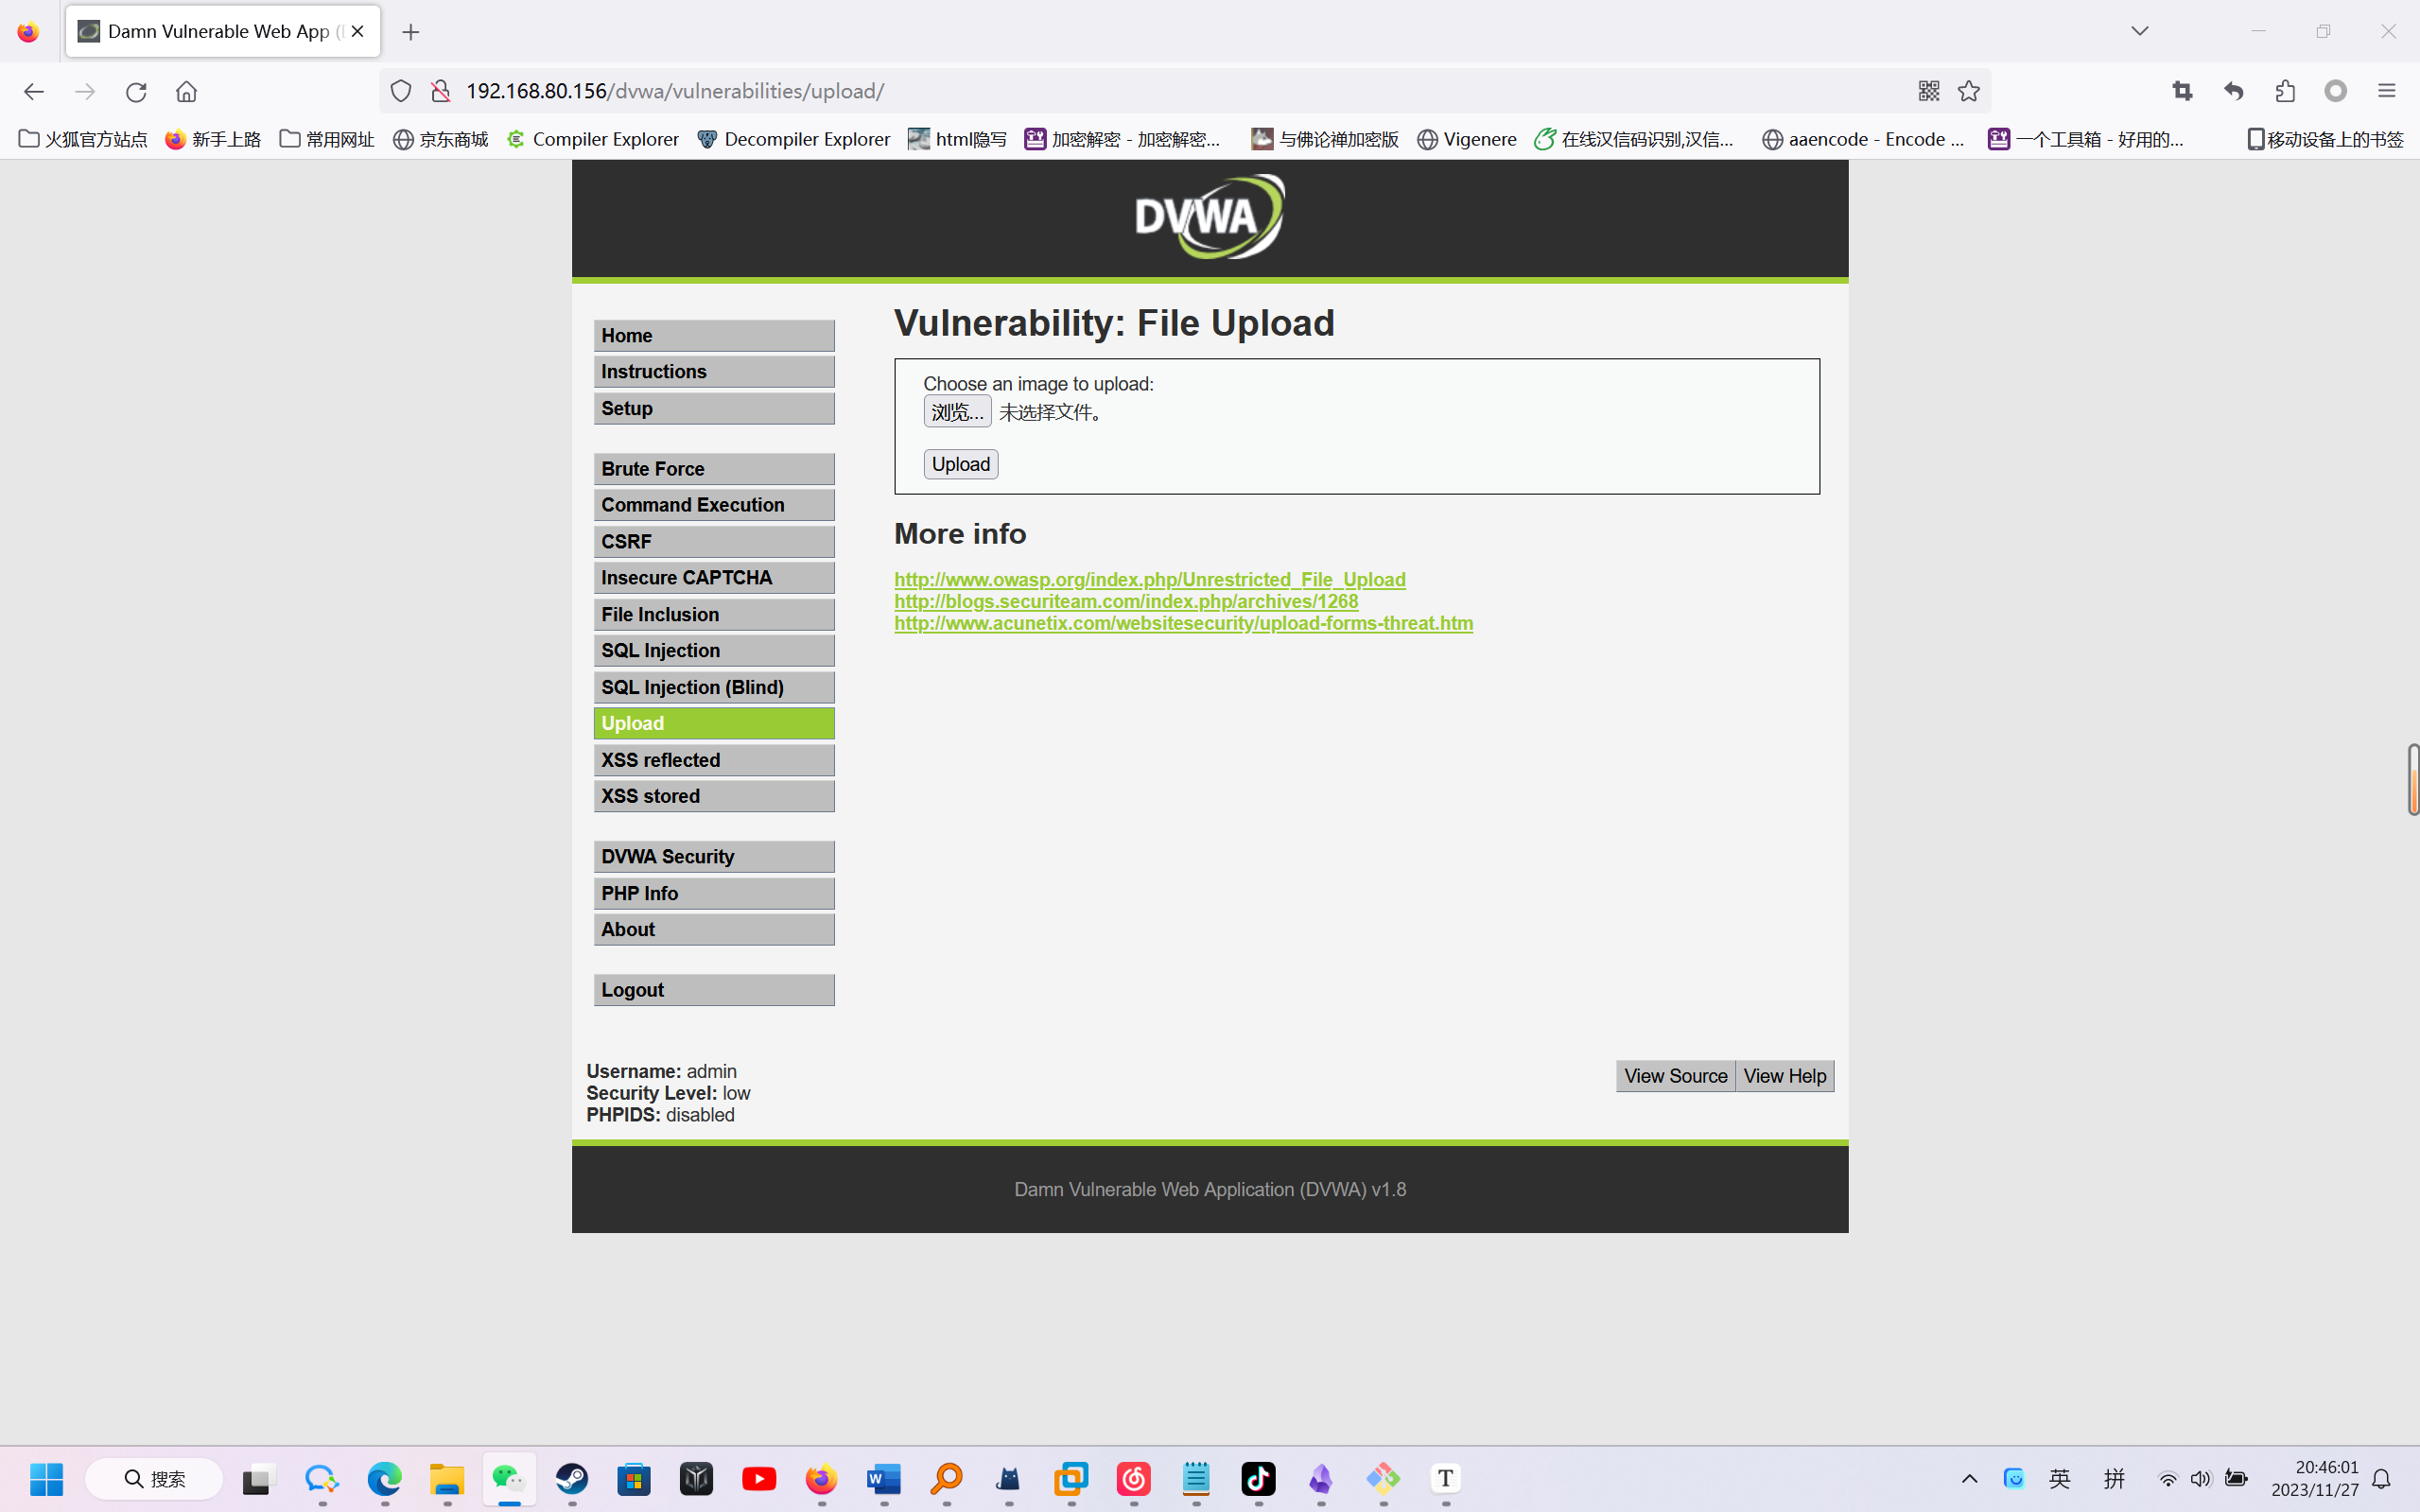 Damn Vulnerable Web App (
192.168.80.156/dvwa/vulnerabilities/upload/
火狐官方站点 新手上路 常用网址 京东商城 Compiler Explorer Decompiler Explorer html隐写 加密解密 - 加密解密... 与佛论禅加密版 Vigenere 在线汉信码识别,汉信... aaencode - Encode ... 一个工具箱 - 好用的... 移动设备上的书签
DVWA
Home
Instructions
Setup
Brute Force
Command Execution
CSRF
Insecure CAPTCHA
File Inclusion
SQL Injection
SQL Injection (Blind)
Upload
XSS reflected
XSS stored
DVWA Security
PHP Info
About
Logout
Vulnerability: File Upload
Choose an image to upload:
浏览... 未选择文件。
Upload
More info
http://www.owasp.org/index.php/Unrestricted_File_Upload
http://blogs.securiteam.com/index.php/archives/1268
http://www.acunetix.com/websitesecurity/upload-forms-threat.htm
Username: admin
Security Level: low
PHPIDS: disabled
View Source View Help
Damn Vulnerable Web Application (DVWA) v1.8
搜索
英 拼
20:46:01
2023/11/27